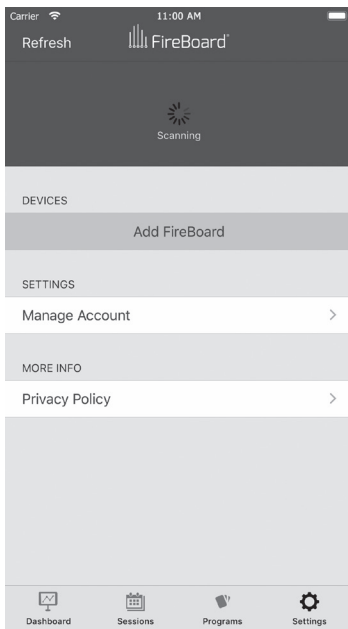 Carrier 11:00 AM
Refresh FireBoard
Scanning
DEVICES
Add FireBoard
SETTINGS
Manage Account
MORE INFO
Privacy Policy
Dashboard Sessions Programs Settings